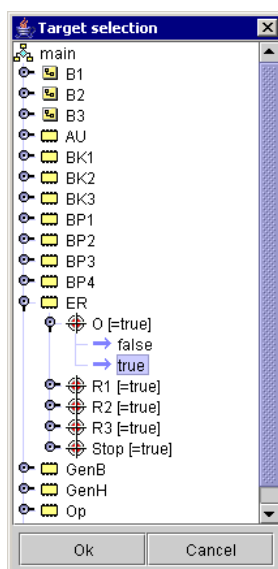 Target selection
main
B1
B2
B3
AU
BK1
BK2
BK3
BP1
BP2
BP3
BP4
ER
O [=true]
false
true
R1 [=true]
R2 [=true]
R3 [=true]
Stop [=true]
GenB
GenH
Op
Ok Cancel